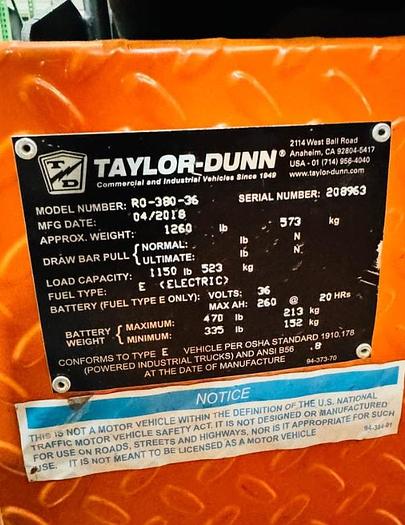 T D
TAYLOR-DUNN®
Commercial and Industrial Vehicles Since 1949
2114 West Ball Road
Anaheim, CA 92804-5417
USA - 01 (714) 956-4040
www.taylor-dunn.com
MODEL NUMBER: RO-380-36 SERIAL NUMBER: 208963
MFG DATE: 04/2018
APPROX. WEIGHT: 1260 lb 573 kg
DRAW BAR PULL { NORMAL: lb N
ULTIMATE: lb N
LOAD CAPACITY: 1150 lb 523 kg
FUEL TYPE: E (ELECTRIC)
BATTERY (FUEL TYPE E ONLY): VOLTS: 36
MAX AH: 260 @ 20 HRs
BATTERY WEIGHT { MAXIMUM: 470 lb 213 kg
MINIMUM: 335 lb 152 kg
CONFORMS TO TYPE E VEHICLE PER OSHA STANDARD 1910.178
(POWERED INDUSTRIAL TRUCKS) AND ANSI B56 .8
AT THE DATE OF MANUFACTURE 94-373-70
NOTICE
THIS IS NOT A MOTOR VEHICLE WITHIN THE DEFINITION OF THE U.S. NATIONAL
TRAFFIC MOTOR VEHICLE SAFETY ACT. IT IS NOT DESIGNED OR MANUFACTURED
FOR USE ON ROADS, STREETS AND HIGHWAYS, NOR IS IT APPROPRIATE FOR SUCH
USE. IT IS NOT MEANT TO BE LICENSED AS A MOTOR VEHICLE 94-384-01